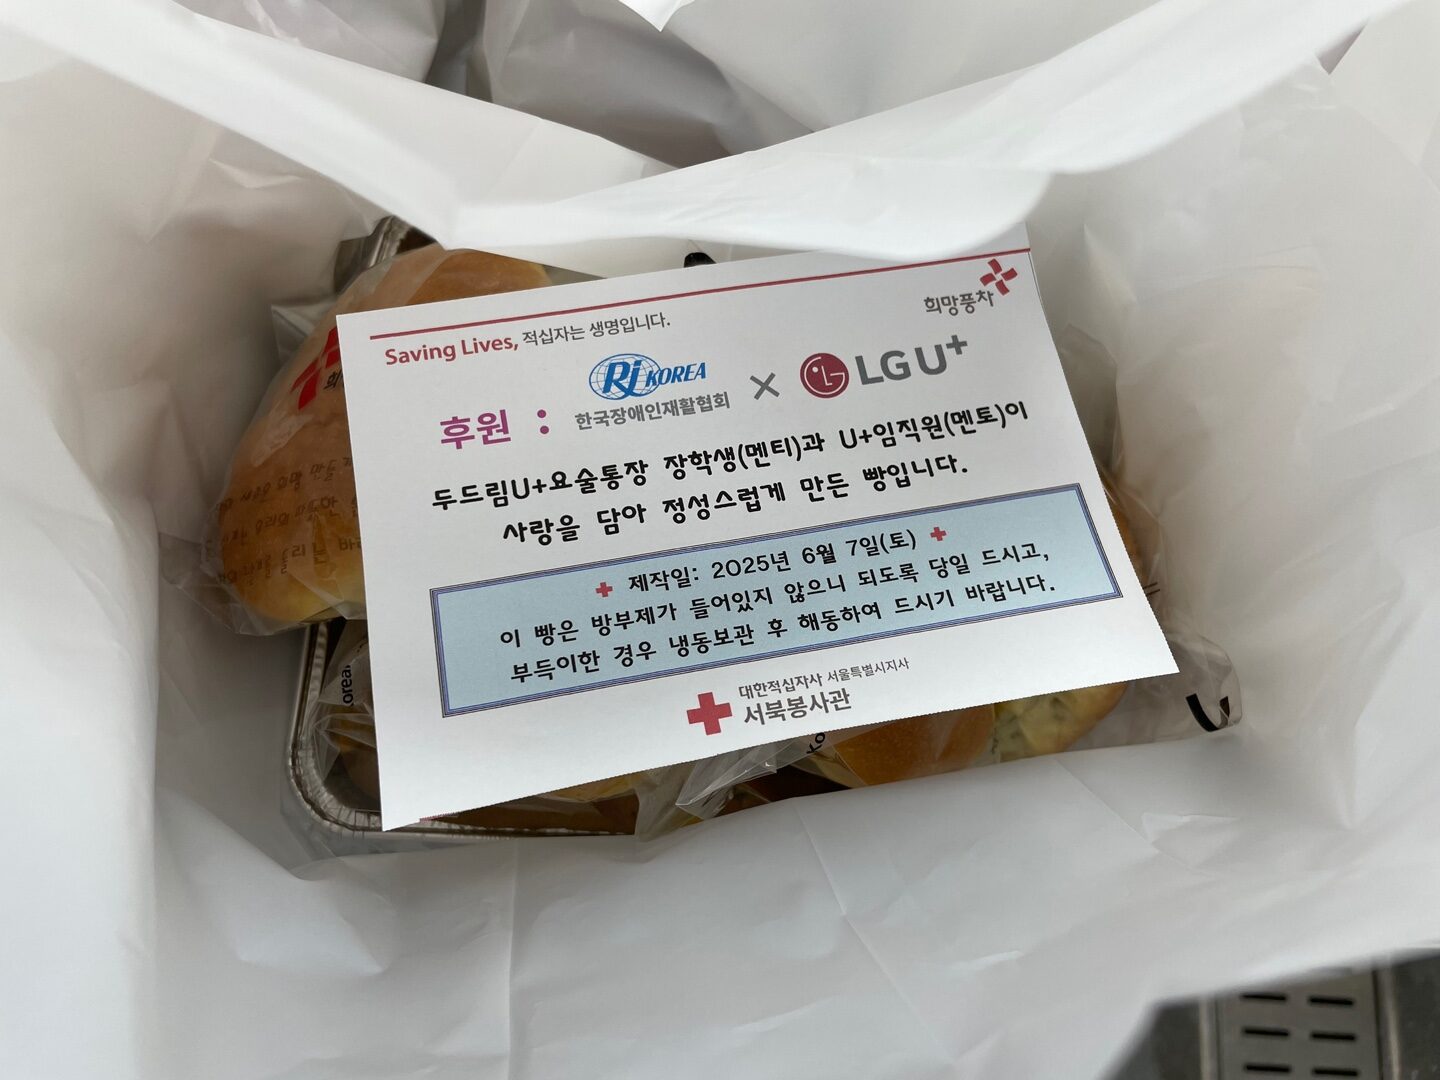 Saving Lives, 적십자는 생명입니다.
희망풍차
후원 :
RI KOREA
한국장애인재활협회
×
LG U+
두드림U+요술통장 장학생(멘티)과 U+임직원(멘토)이
사랑을 담아 정성스럽게 만든 빵입니다.
제작일: 2025년 6월 7일(토)
이 빵은 방부제가 들어있지 않으니 되도록 당일 드시고,
부득이한 경우 냉동보관 후 해동하여 드시기 바랍니다.
대한적십자사 서울특별시지사
서북봉사관